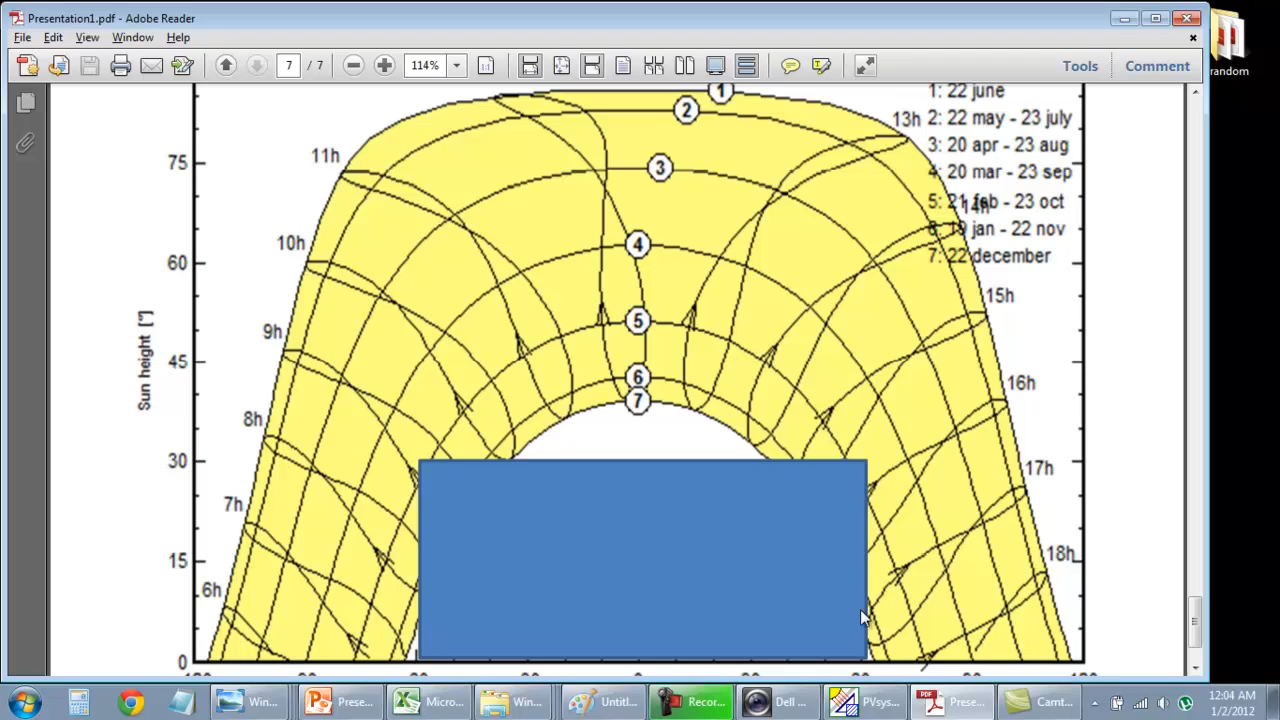 Presentation1.pdf - Adobe Reader
File Edit View Window Help
7 / 7 114% Tools Comment
random
1: 22 june
2: 22 may - 23 july
3: 20 apr - 23 aug
4: 20 mar - 23 sep
5: 21 feb - 23 oct
6: 19 jan - 22 nov
7: 22 december
1
2
3
4
5
6
7
11h
10h
9h
8h
7h
6h
13h
14h
15h
16h
17h
18h
75
60
45
30
15
0
Sun height [°]
Win...
Prese...
Micro...
Win...
Untitl...
Recor...
Dell ...
PVsy...
Prese...
Camt...
12:04 AM
1/2/2012